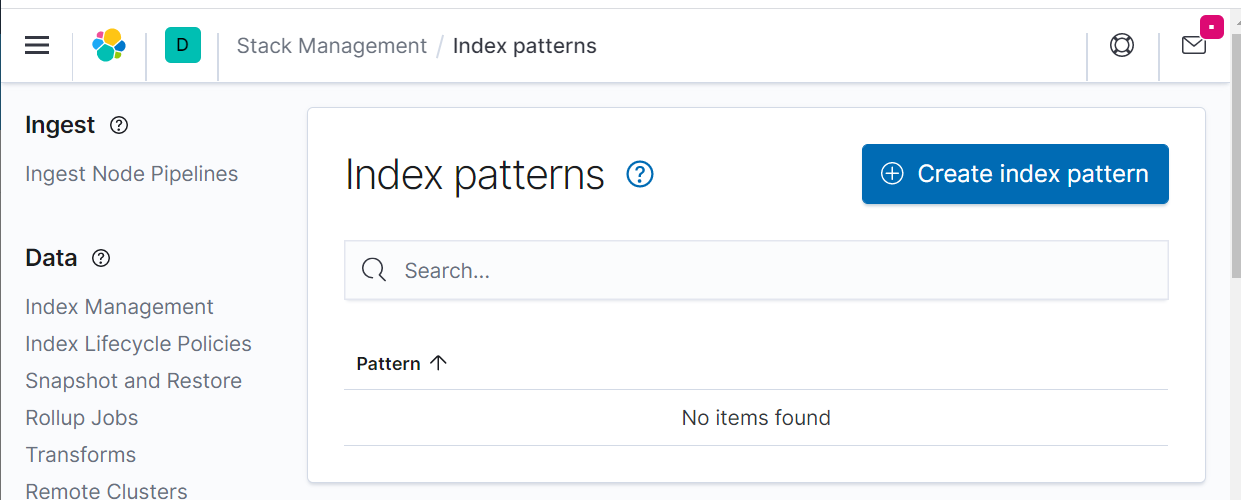 D Stack Management / Index patterns
Ingest
Ingest Node Pipelines
Data
Index Management
Index Lifecycle Policies
Snapshot and Restore
Rollup Jobs
Transforms
Remote Clusters
Index patterns
Create index pattern
Search...
Pattern
No items found